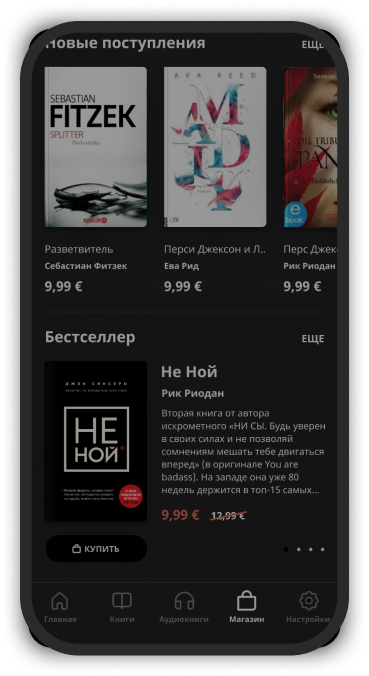 Новые поступления
ЕЩЕ
SEBASTIAN
FITZEK
SPLITTER
Psychothriller
KNAUR
AVA REED
MADLY
DIE TRIBUTE
PAN
e
book
Разветвитель
Перси Джексон и Л..
Перс Джек
Себастиан Фитзек
Ева Рид
Рик Риодан
9,99 €
9,99 €
9,99 €
Бестселлер
ЕЩЕ
ДЖЕН СИНСЕРО
НЕ
НОЙ
Не Ной
Рик Риодан
Вторая книга от автора
искрометного «НИ СЫ. Будь уверен
в своих силах и не позволяй
сомнениям мешать тебе двигаться
вперед» (в оригинале You are
badass). На западе она уже 80
недель держится в топ-15 самых...
9,99 €
12,99 €
КУПИТЬ
Главная
Книги
Аудиокниги
Магазин
Настройки